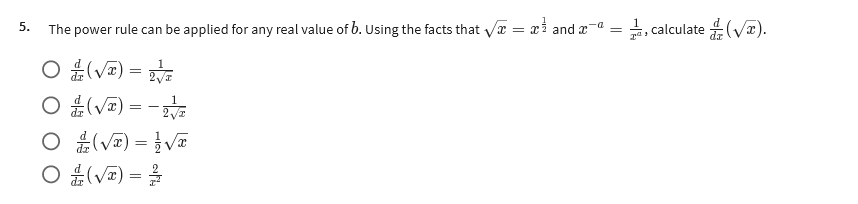 5. The power rule can be applied for any real value of b. Using the facts that √x = x^{1/2} and x^{-a} = 1/x^a, calculate d/dx(√x).
d/dx(√x) = 1/(2√x)
d/dx(√x) = −1/(2√x)
d/dx(√x) = 1/2 √x
d/dx(√x) = 2/x²